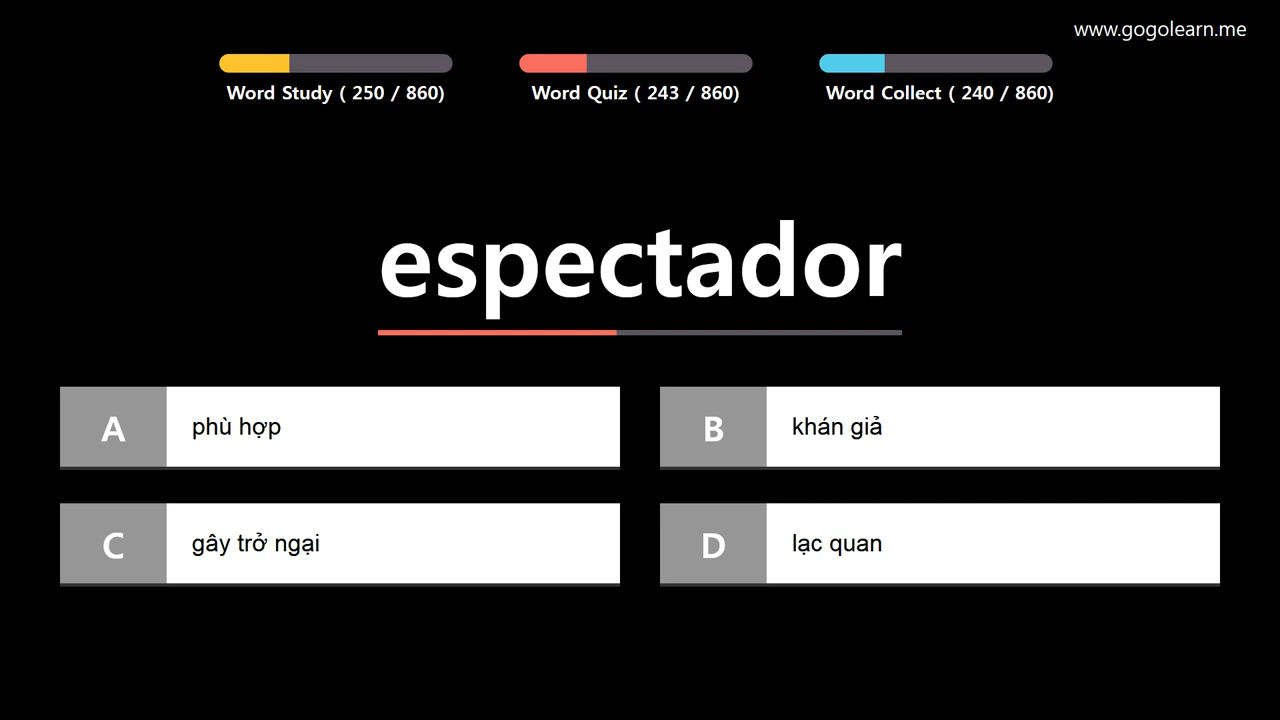 www.gogolearn.me
Word Study ( 250 / 860)
Word Quiz ( 243 / 860)
Word Collect ( 240 / 860)
espectador
A phù hợp
B khán giả
C gây trở ngại
D lạc quan